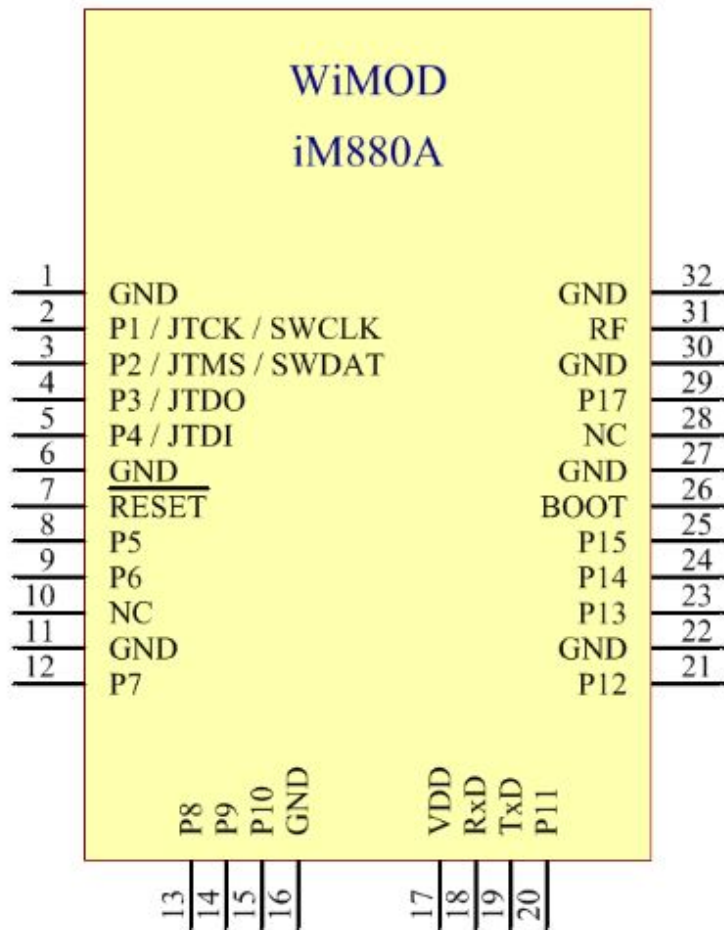 WiMOD
iM880A
1 GND
2 P1 / JTCK / SWCLK
3 P2 / JTMS / SWDAT
4 P3 / JTDO
5 P4 / JTDI
6 GND
7 RESET
8 P5
9 P6
10 NC
11 GND
12 P7
GND 32
RF 31
GND 30
P17 29
NC 28
GND 27
BOOT 26
P15 25
P14 24
P13 23
GND 22
P12 21
P8 13
P9 14
P10 15
GND 16
VDD 17
RxD 18
TxD 19
P11 20